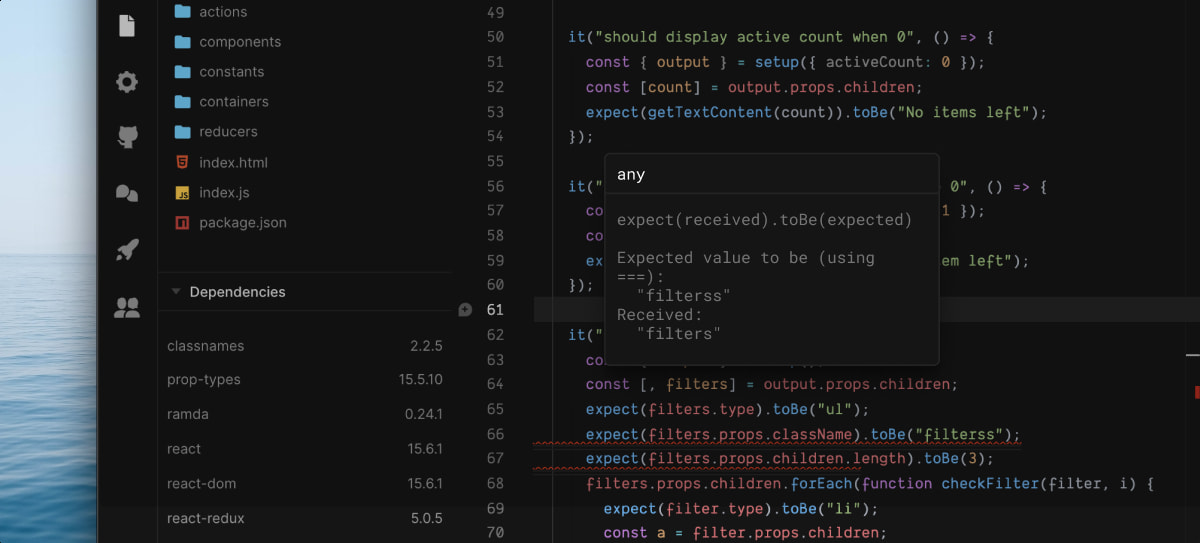 actions
components
constants
containers
reducers
index.html
JS index.js
package.json
Dependencies
classnames 2.2.5
prop-types 15.5.10
ramda 0.24.1
react 15.6.1
react-dom 15.6.1
react-redux 5.0.5
49
50 it("should display active count when 0", () => {
51 const { output } = setup({ activeCount: 0 });
52 const [count] = output.props.children;
53 expect(getTextContent(count)).toBe("No items left");
54 });
55
56 it(" 0", () => {
57 co 1 });
58 co
59 ex em left");
60 });
61
62 it("
63 co
64 const [, filters] = output.props.children;
65 expect(filters.type).toBe("ul");
66 expect(filters.props.className).toBe("filterss");
67 expect(filters.props.children.length).toBe(3);
68 filters.props.children.forEach(function checkFilter(filter, i) {
69 expect(filter.type).toBe("li");
70 const a = filter.props.children;
any
expect(received).toBe(expected)
Expected value to be (using
===):
"filterss"
Received:
"filters"